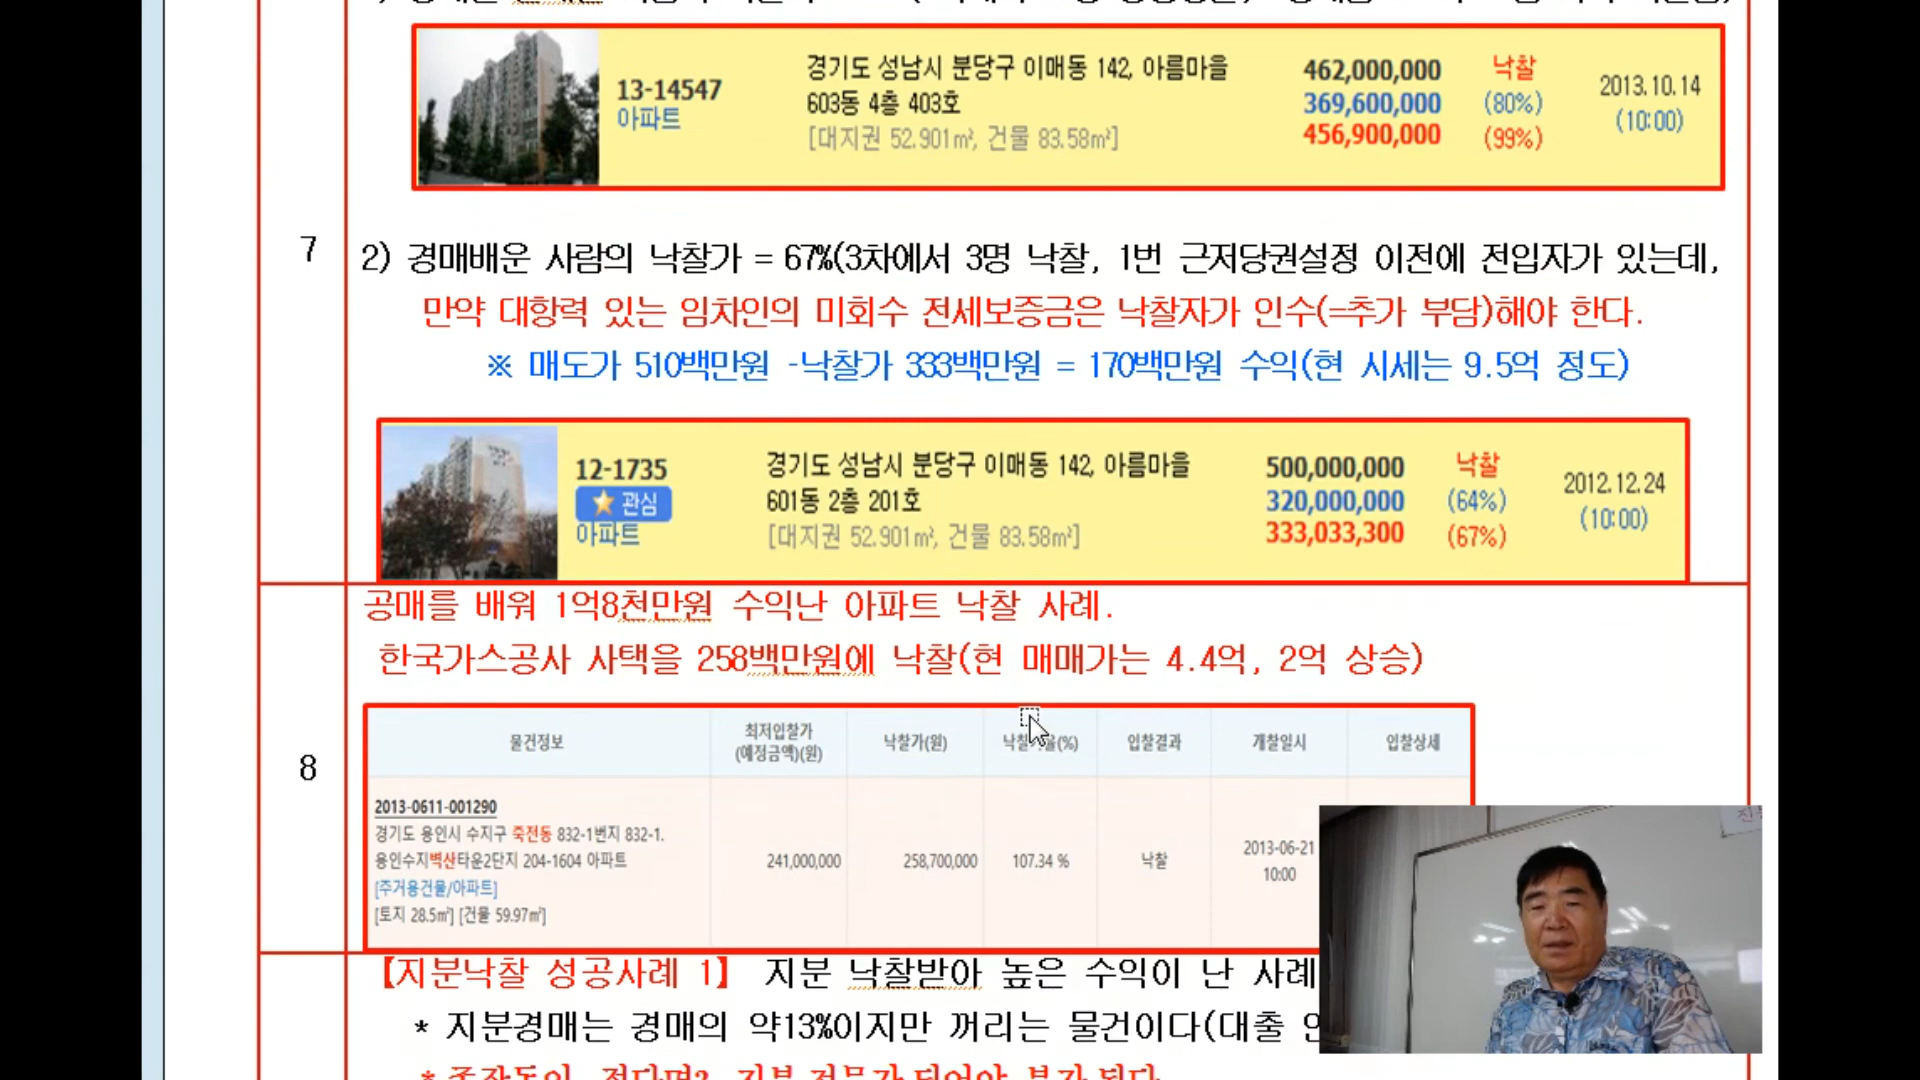 13-14547
아파트
경기도 성남시 분당구 이매동 142, 아름마을
603동 4층 403호
[대지권 52.901㎡, 건물 83.58㎡]
462,000,000
369,600,000
456,900,000
낙찰
(80%)
(99%)
2013.10.14
(10:00)
7
2) 경매배운 사람의 낙찰가 = 67%(3차에서 3명 낙찰, 1번 근저당권설정 이전에 전입자가 있는데,
만약 대항력 있는 임차인의 미회수 전세보증금은 낙찰자가 인수(=추가 부담)해야 한다.
※ 매도가 510백만원 -낙찰가 333백만원 = 170백만원 수익(현 시세는 9.5억 정도)
12-1735
관심
아파트
경기도 성남시 분당구 이매동 142, 아름마을
601동 2층 201호
[대지권 52.901㎡, 건물 83.58㎡]
500,000,000
320,000,000
333,033,300
낙찰
(64%)
(67%)
2012.12.24
(10:00)
8
공매를 배워 1억8천만원 수익난 아파트 낙찰 사례.
한국가스공사 사택을 258백만원에 낙찰(현 매매가는 4.4억, 2억 상승)
물건정보
최저입찰가
(예정금액)(원)
낙찰가(원)
(%)
입찰결과
개찰일시
입찰상세
2013-0611-001290
경기도 용인시 수지구 죽전동 832-1번지 832-1.
용인수지벽산타운2단지 204-1604 아파트
[주거용건물/아파트]
[토지 28.5㎡] [건물 59.97㎡]
241,000,000
258,700,000
107.34 %
낙찰
2013-06-21
10:00
【지분낙찰 성공사례 1】 지분 낙찰받아 높은 수익이 난 사례
* 지분경매는 경매의 약13%이지만 꺼리는 물건이다(대출